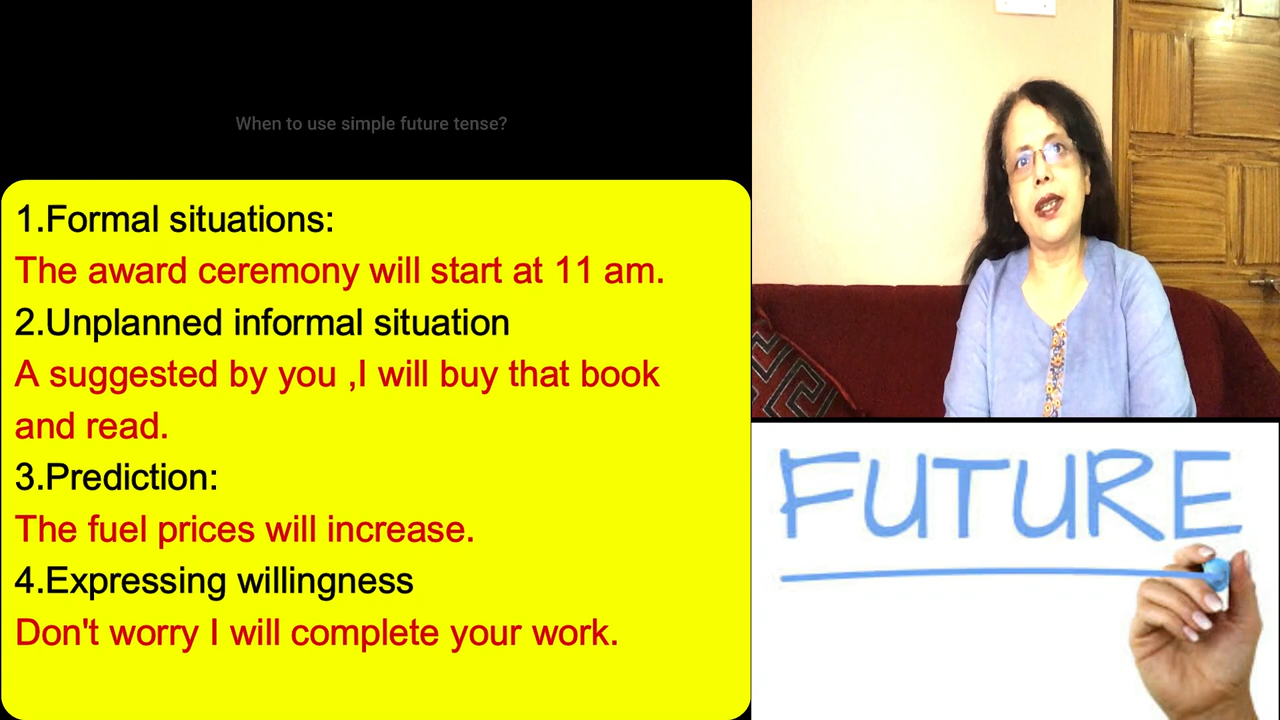 When to use simple future tense?
1.Formal situations:
The award ceremony will start at 11 am.
2.Unplanned informal situation
A suggested by you ,I will buy that book
and read.
3.Prediction:
The fuel prices will increase.
4.Expressing willingness
Don't worry I will complete your work.
FUTURE